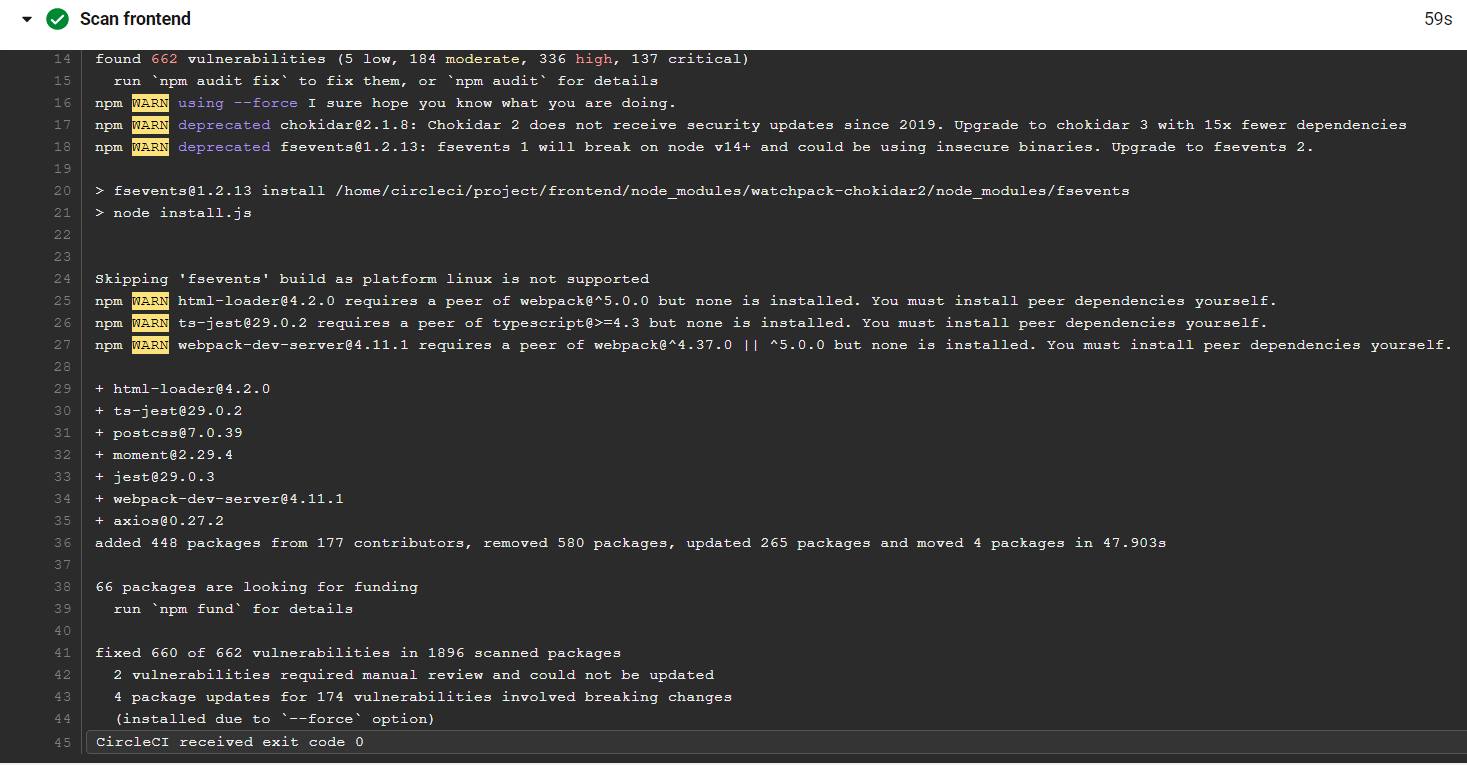 Scan frontend
59s
14 found 662 vulnerabilities (5 low, 184 moderate, 336 high, 137 critical)
15 run `npm audit fix` to fix them, or `npm audit` for details
16 npm WARN using --force I sure hope you know what you are doing.
17 npm WARN deprecated chokidar@2.1.8: Chokidar 2 does not receive security updates since 2019. Upgrade to chokidar 3 with 15x fewer dependencies
18 npm WARN deprecated fsevents@1.2.13: fsevents 1 will break on node v14+ and could be using insecure binaries. Upgrade to fsevents 2.
19
20 > fsevents@1.2.13 install /home/circleci/project/frontend/node_modules/watchpack-chokidar2/node_modules/fsevents
21 > node install.js
22
23
24 Skipping 'fsevents' build as platform linux is not supported
25 npm WARN html-loader@4.2.0 requires a peer of webpack@^5.0.0 but none is installed. You must install peer dependencies yourself.
26 npm WARN ts-jest@29.0.2 requires a peer of typescript@>=4.3 but none is installed. You must install peer dependencies yourself.
27 npm WARN webpack-dev-server@4.11.1 requires a peer of webpack@^4.37.0 || ^5.0.0 but none is installed. You must install peer dependencies yourself.
28
29 + html-loader@4.2.0
30 + ts-jest@29.0.2
31 + postcss@7.0.39
32 + moment@2.29.4
33 + jest@29.0.3
34 + webpack-dev-server@4.11.1
35 + axios@0.27.2
36 added 448 packages from 177 contributors, removed 580 packages, updated 265 packages and moved 4 packages in 47.903s
37
38 66 packages are looking for funding
39 run `npm fund` for details
40
41 fixed 660 of 662 vulnerabilities in 1896 scanned packages
42 2 vulnerabilities required manual review and could not be updated
43 4 package updates for 174 vulnerabilities involved breaking changes
44 (installed due to `--force` option)
45 CircleCI received exit code 0